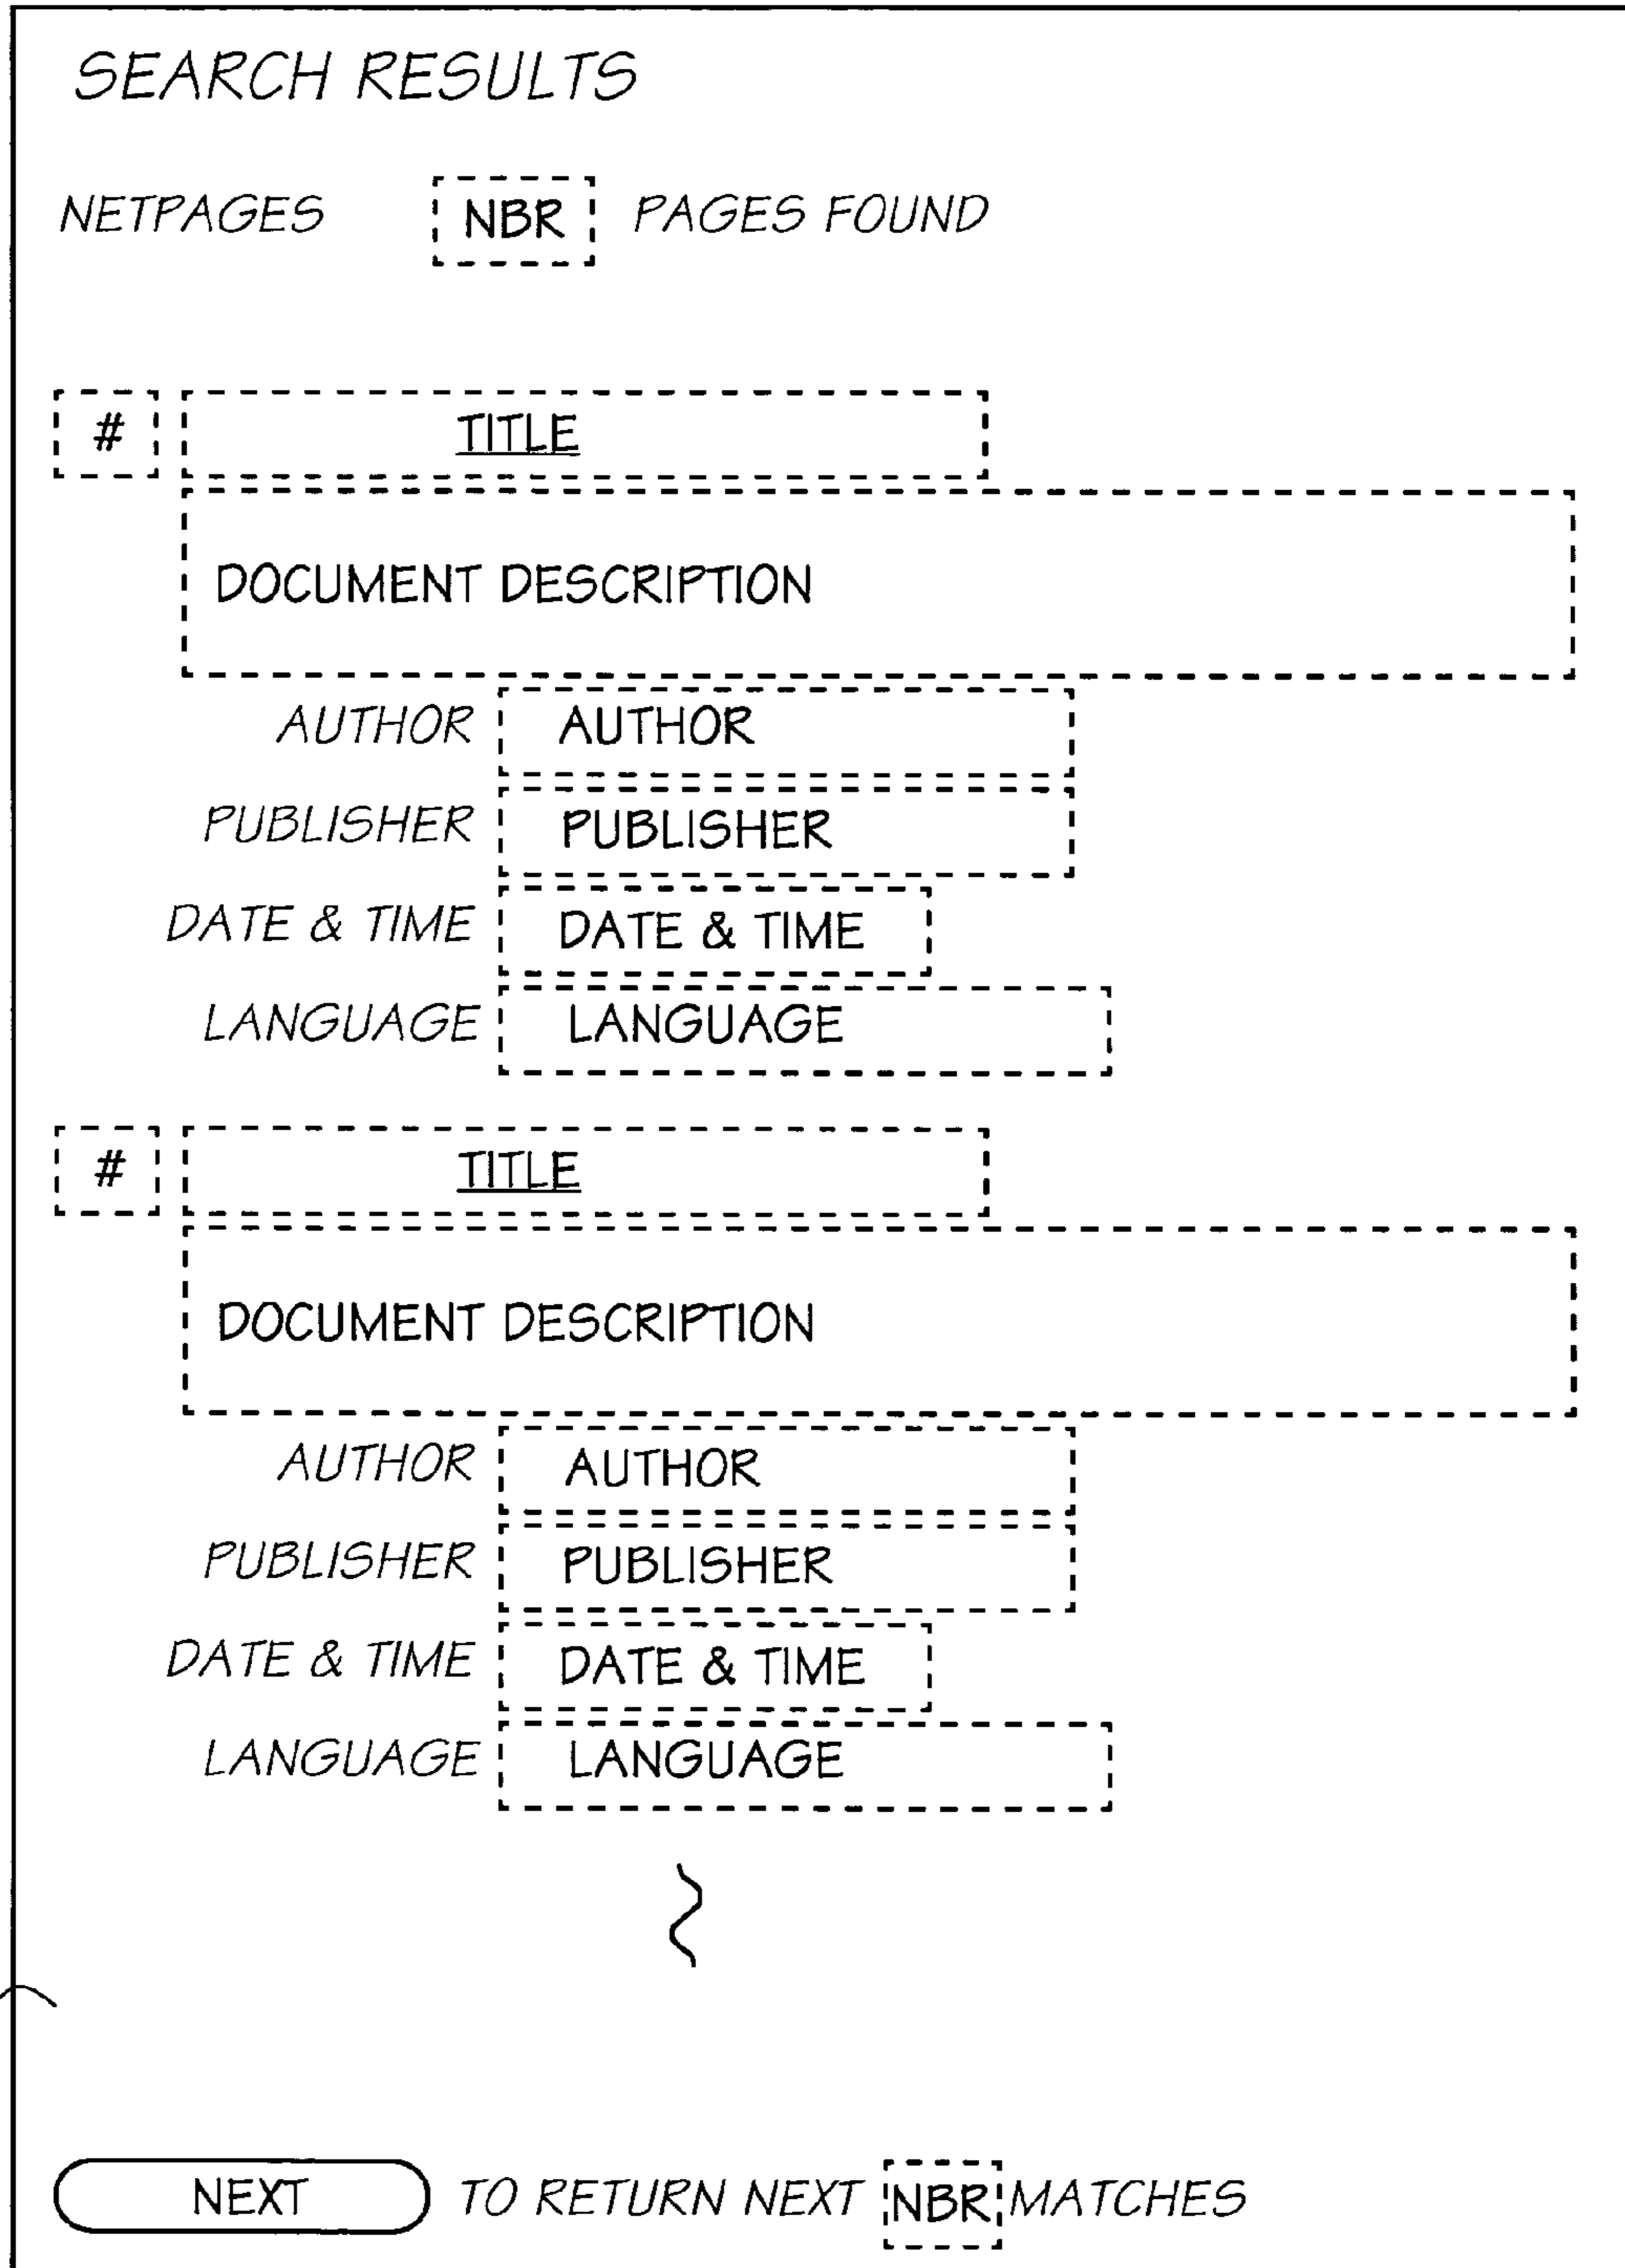 SEARCH RESULTS
NETPAGES NBR PAGES FOUND
# TITLE
DOCUMENT DESCRIPTION
AUTHOR AUTHOR
PUBLISHER PUBLISHER
DATE & TIME DATE & TIME
LANGUAGE LANGUAGE
# TITLE
DOCUMENT DESCRIPTION
AUTHOR AUTHOR
PUBLISHER PUBLISHER
DATE & TIME DATE & TIME
LANGUAGE LANGUAGE
NEXT TO RETURN NEXT NBR MATCHES